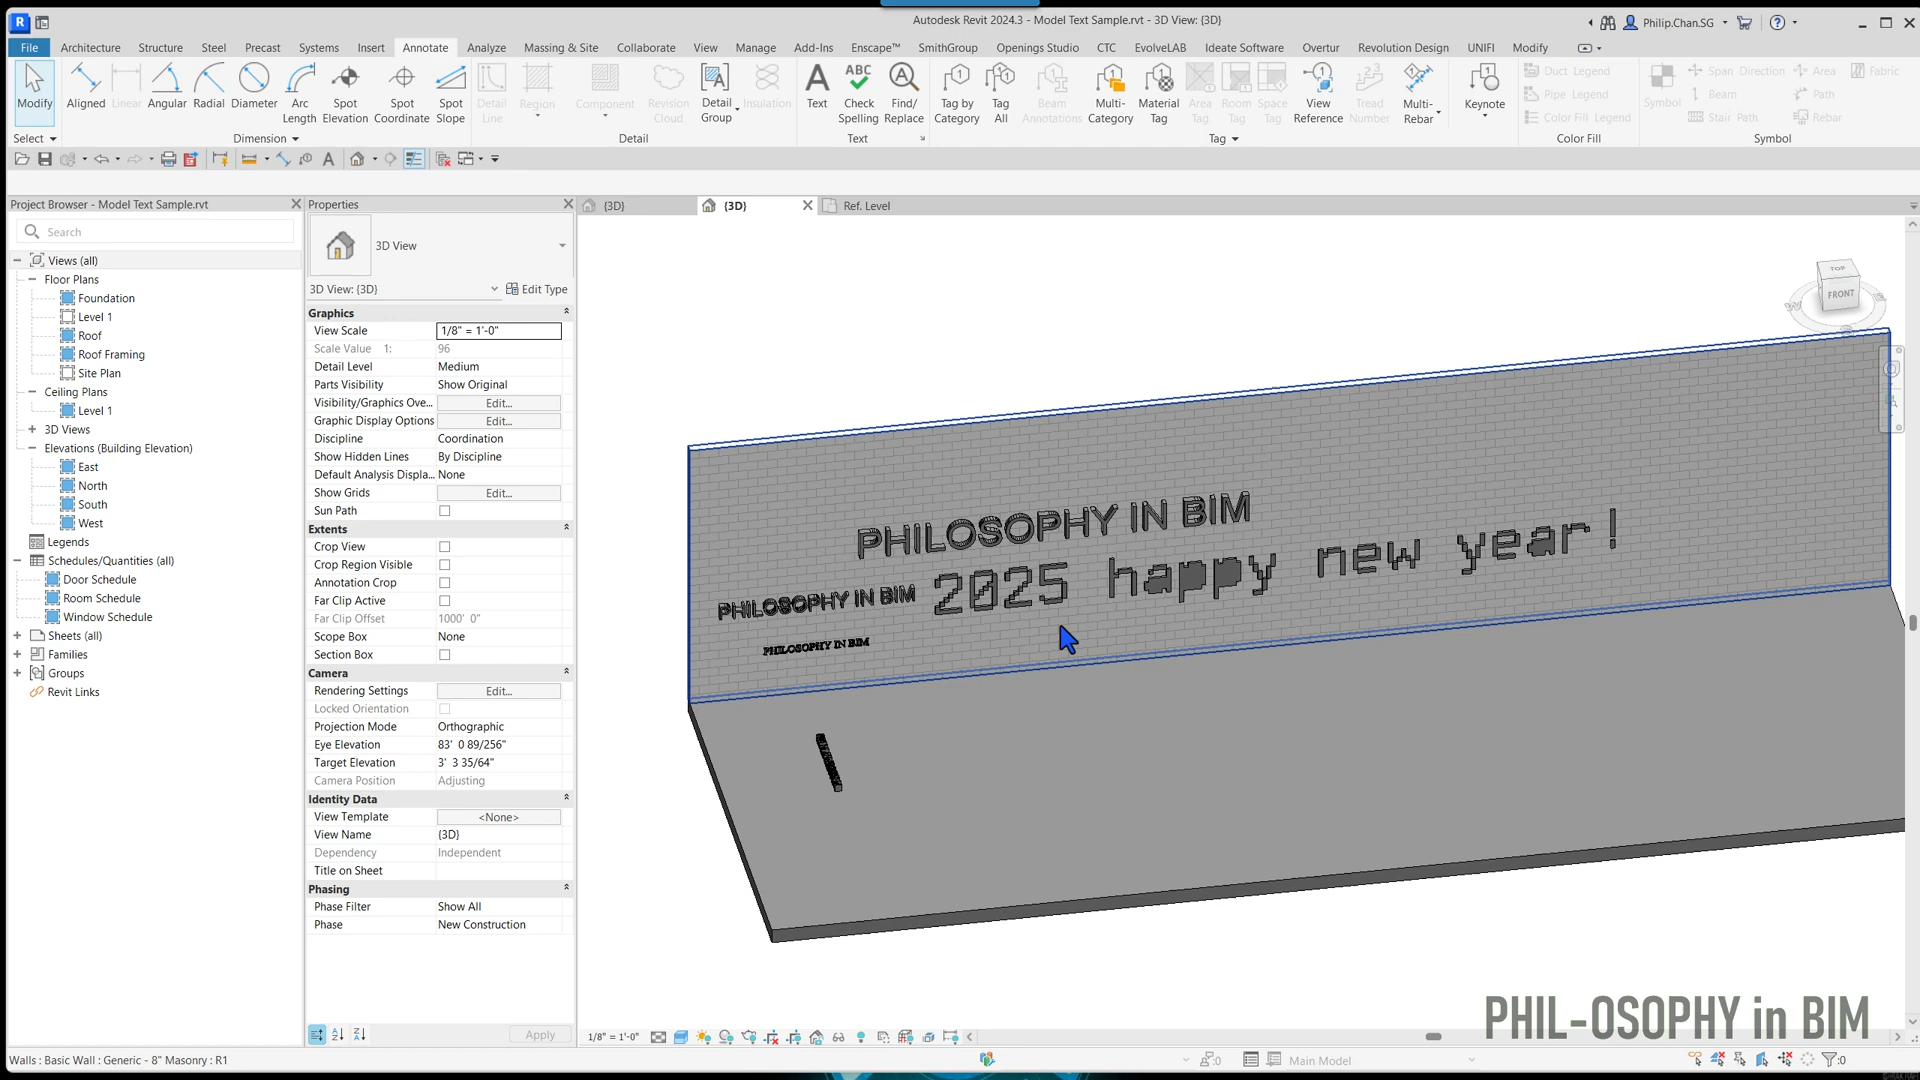 Autodesk Revit 2024.3 - Model Text Sample.rvt - 3D View: {3D}
Philip.Chan.SG
File Architecture Structure Steel Precast Systems Insert Annotate Analyze Massing & Site Collaborate View Manage Add-Ins Enscape™ SmithGroup Openings Studio CTC EvolveLAB Ideate Software Overtur Revolution Design UNIFI Modify
Modify Aligned Linear Angular Radial Diameter Arc Length Spot Elevation Spot Coordinate Spot Slope Detail Line Region Component Revision Cloud Detail Group Insulation Text Check Spelling Find/ Replace Tag by Category Tag All Beam Annotations Multi- Category Material Tag Area Tag Room Tag Space Tag View Reference Tread Number Multi- Rebar Keynote
Duct Legend
Pipe Legend
Color Fill Legend
Symbol Span Direction Area Fabric
Beam Path
Stair Path Rebar
Select Dimension Detail Text Tag Color Fill Symbol
Project Browser - Model Text Sample.rvt
Search
Views (all)
Floor Plans
Foundation
Level 1
Roof
Roof Framing
Site Plan
Ceiling Plans
Level 1
3D Views
Elevations (Building Elevation)
East
North
South
West
Legends
Schedules/Quantities (all)
Door Schedule
Room Schedule
Window Schedule
Sheets (all)
Families
Groups
Revit Links
Properties
3D View
3D View: {3D} Edit Type
Graphics
View Scale 1/8" = 1'-0"
Scale Value 1: 96
Detail Level Medium
Parts Visibility Show Original
Visibility/Graphics Ove... Edit...
Graphic Display Options Edit...
Discipline Coordination
Show Hidden Lines By Discipline
Default Analysis Displa... None
Show Grids Edit...
Sun Path
Extents
Crop View
Crop Region Visible
Annotation Crop
Far Clip Active
Far Clip Offset 1000' 0"
Scope Box None
Section Box
Camera
Rendering Settings Edit...
Locked Orientation
Projection Mode Orthographic
Eye Elevation 83' 0 89/256"
Target Elevation 3' 3 35/64"
Camera Position Adjusting
Identity Data
View Template <None>
View Name {3D}
Dependency Independent
Title on Sheet
Phasing
Phase Filter Show All
Phase New Construction
Apply
{3D} {3D} Ref. Level
TOP
FRONT
PHILOSOPHY IN BIM
2025 happy new year!
PHILOSOPHY IN BIM
PHILOSOPHY IN BIM
PHIL-OSOPHY in BIM
1/8" = 1'-0"
Walls : Basic Wall : Generic - 8" Masonry : R1
:0
Main Model
:0